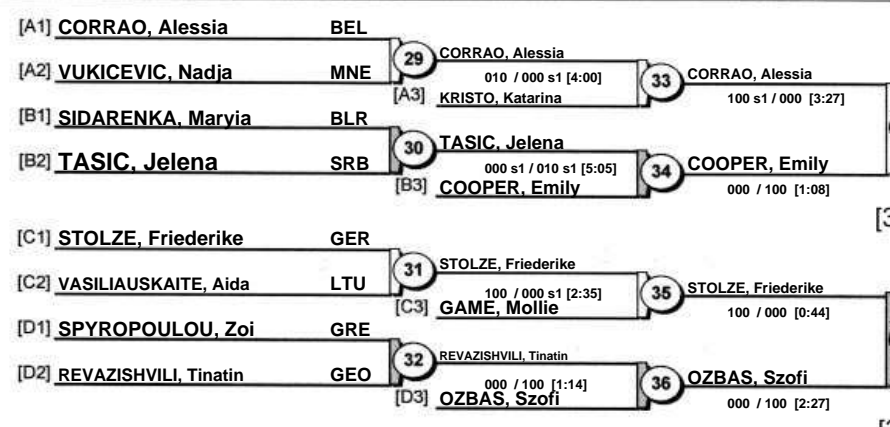 [A1] CORRAO, Alessia BEL
[A2] VUKICEVIC, Nadja MNE
29
CORRAO, Alessia
010 / 000 s1 [4:00]
[A3] KRISTO, Katarina
33
CORRAO, Alessia
100 s1 / 000 [3:27]
[B1] SIDARENKA, Maryia BLR
[B2] TASIC, Jelena SRB
30
TASIC, Jelena
000 s1 / 010 s1 [5:05]
[B3] COOPER, Emily
34
COOPER, Emily
000 / 100 [1:08]
[C1] STOLZE, Friederike GER
[C2] VASILIAUSKAITE, Aida LTU
31
STOLZE, Friederike
100 / 000 s1 [2:35]
[C3] GAME, Mollie
35
STOLZE, Friederike
100 / 000 [0:44]
[D1] SPYROPOULOU, Zoi GRE
[D2] REVAZISHVILI, Tinatin GEO
32
REVAZISHVILI, Tinatin
000 / 100 [1:14]
[D3] OZBAS, Szofi
36
OZBAS, Szofi
000 / 100 [2:27]